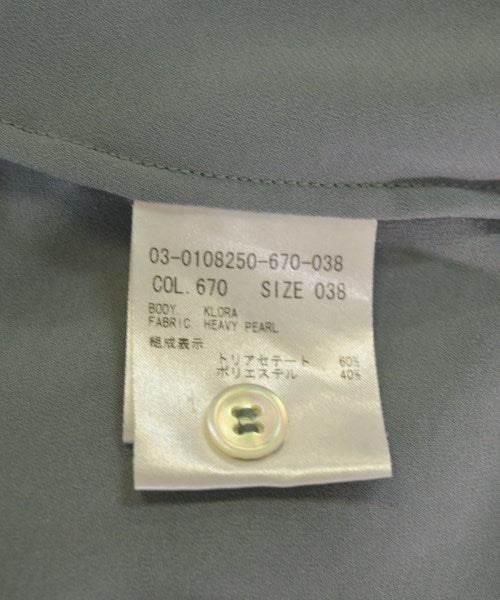 03-0108250-670-038
COL. 670 SIZE 038
BODY. KLORA
FABRIC. HEAVY PEARL
組成表示
トリアセテート 60%
ポリエステル 40%